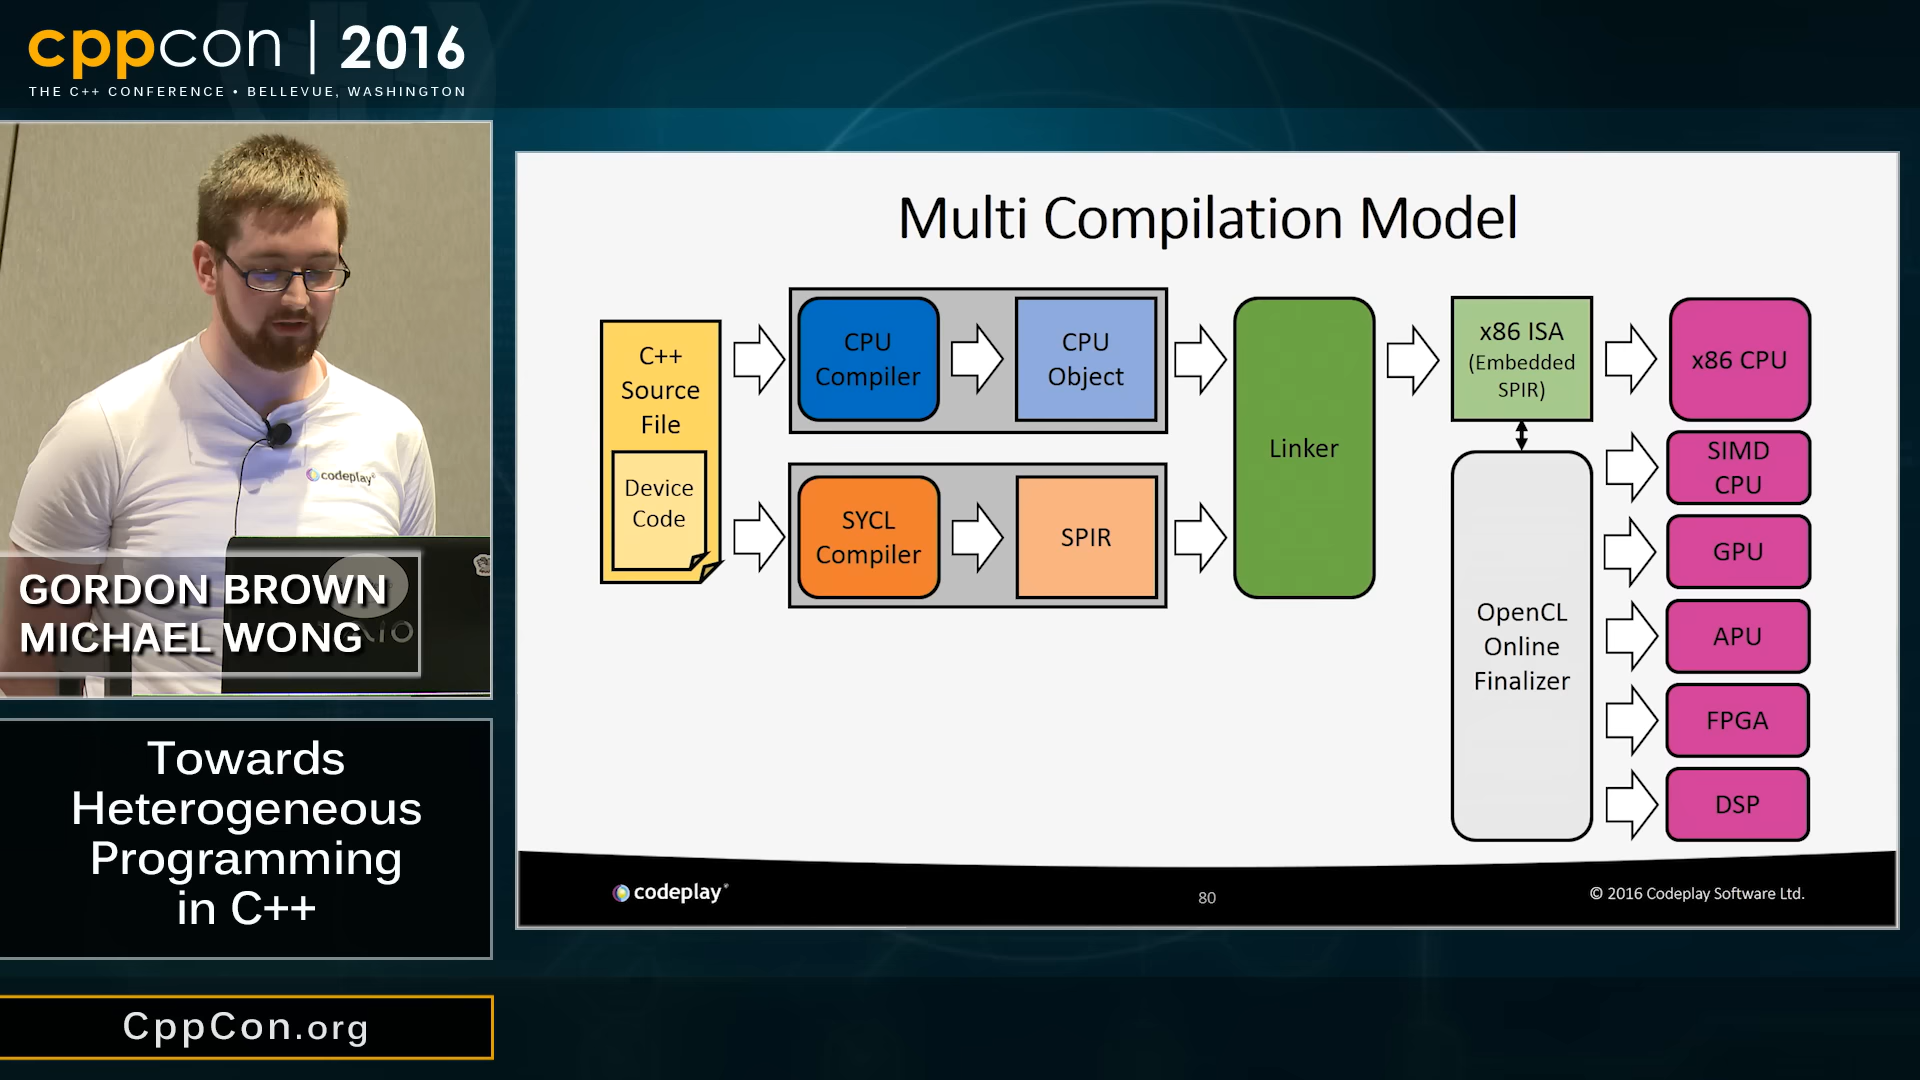 cppcon | 2016
THE C++ CONFERENCE • BELLEVUE, WASHINGTON
codeplay
GORDON BROWN
MICHAEL WONG
Towards
Heterogeneous
Programming
in C++
CppCon.org
Multi Compilation Model
C++
Source
File
Device
Code
CPU
Compiler
CPU
Object
SYCL
Compiler
SPIR
Linker
x86 ISA
(Embedded
SPIR)
OpenCL
Online
Finalizer
x86 CPU
SIMD
CPU
GPU
APU
FPGA
DSP
codeplay®
80
© 2016 Codeplay Software Ltd.